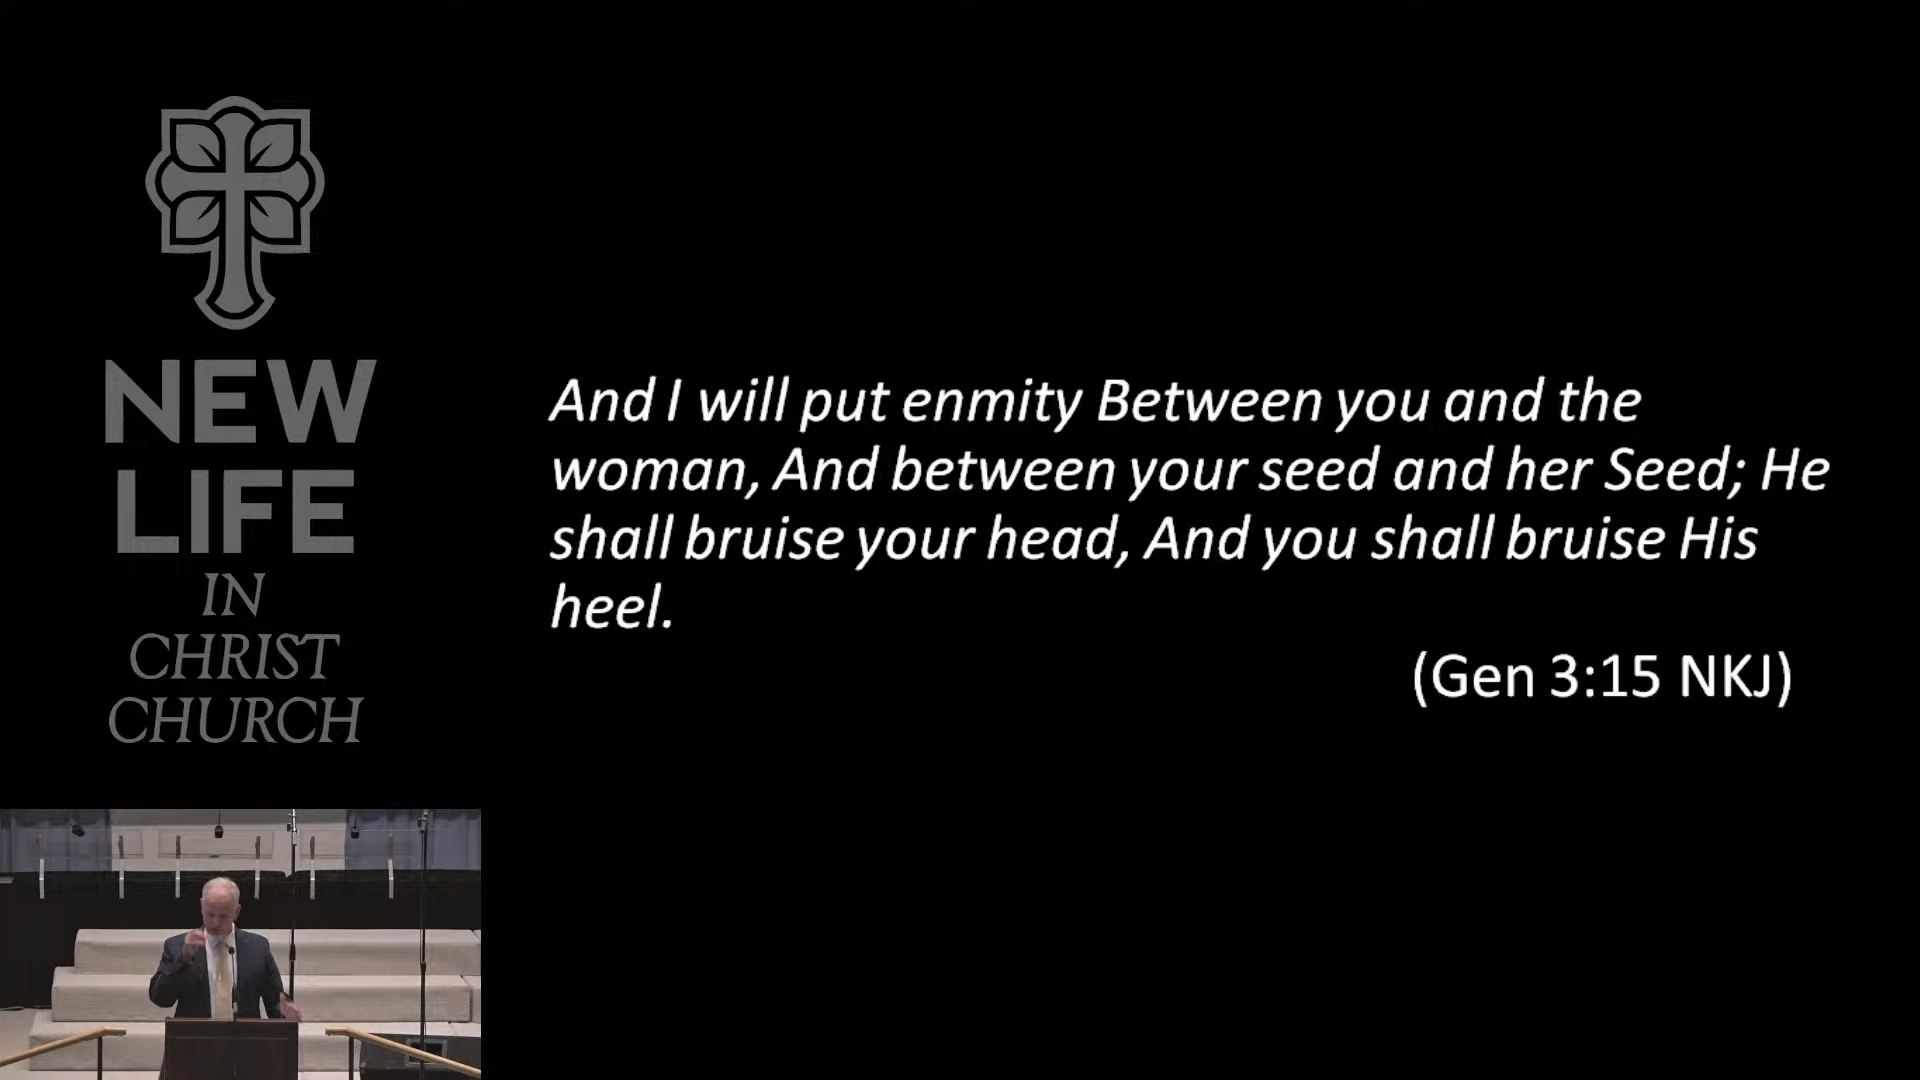 NEW
LIFE
IN
CHRIST
CHURCH
And I will put enmity Between you and the
woman, And between your seed and her Seed; He
shall bruise your head, And you shall bruise His
heel.
(Gen 3:15 NKJ)